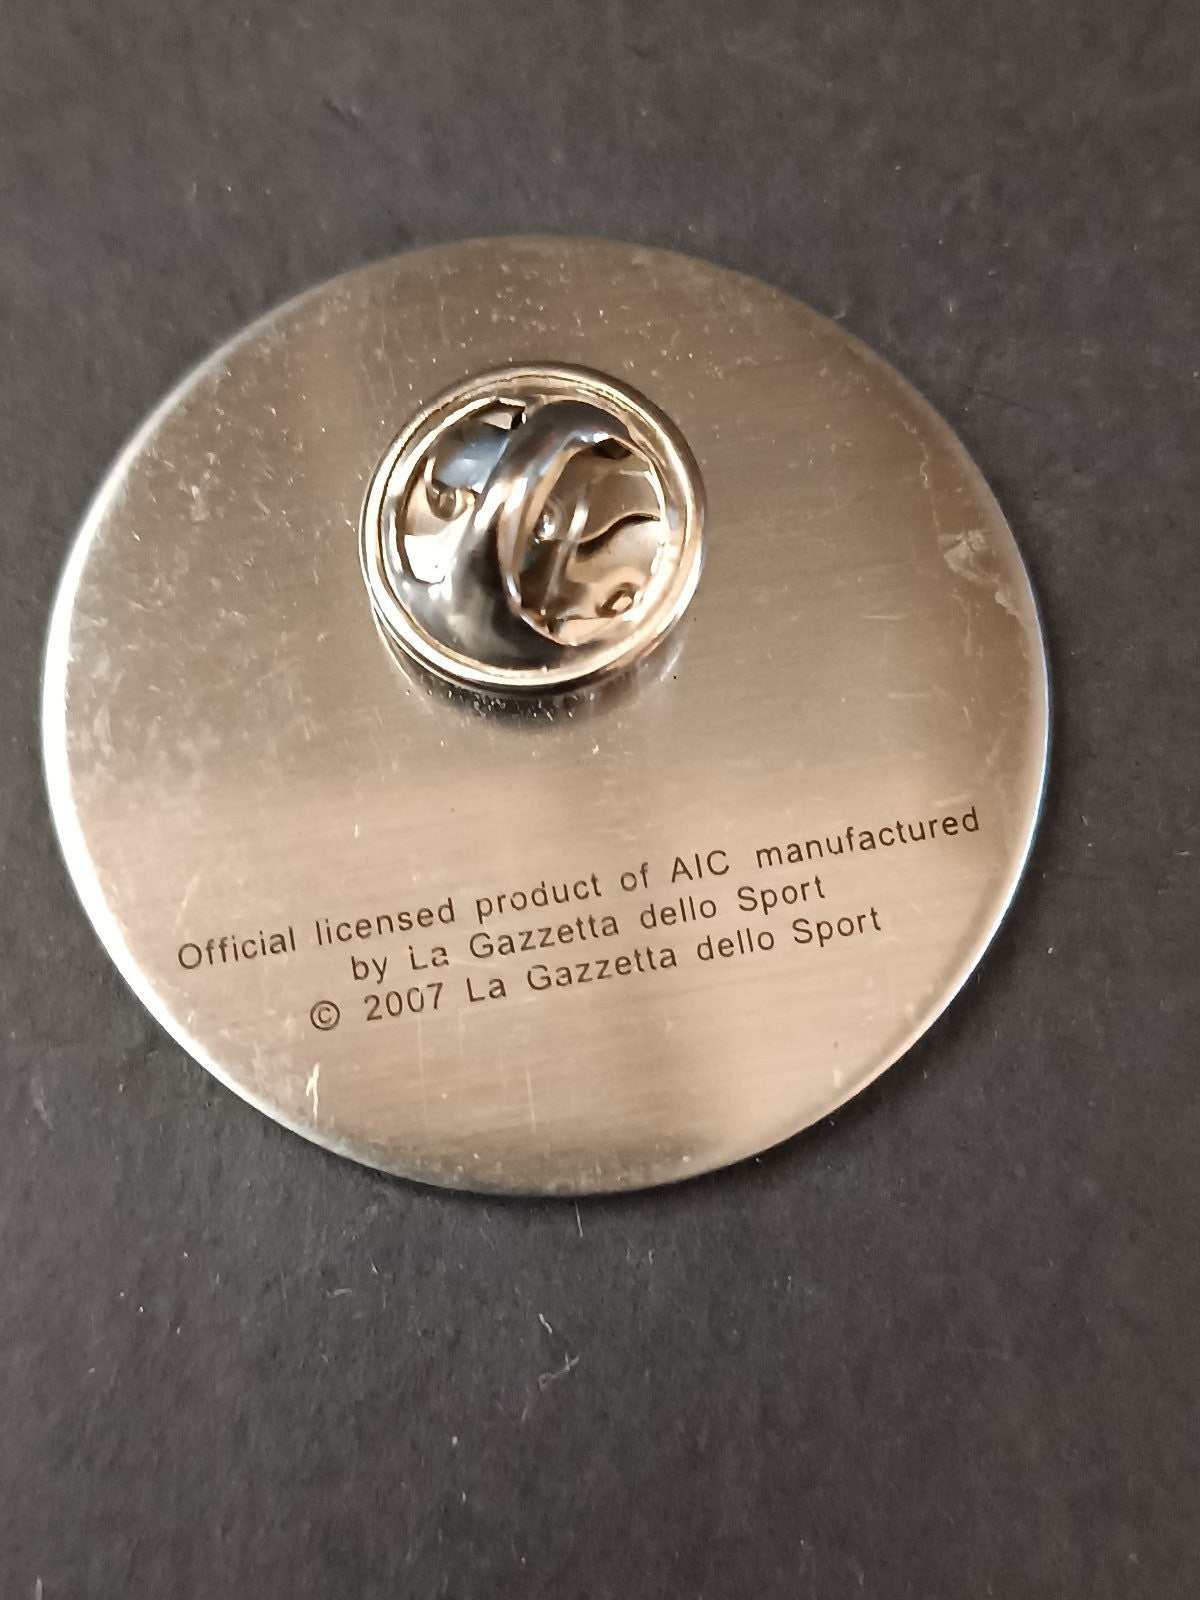 Official licensed product of AIC manufactured
by La Gazzetta dello Sport
© 2007 La Gazzetta dello Sport